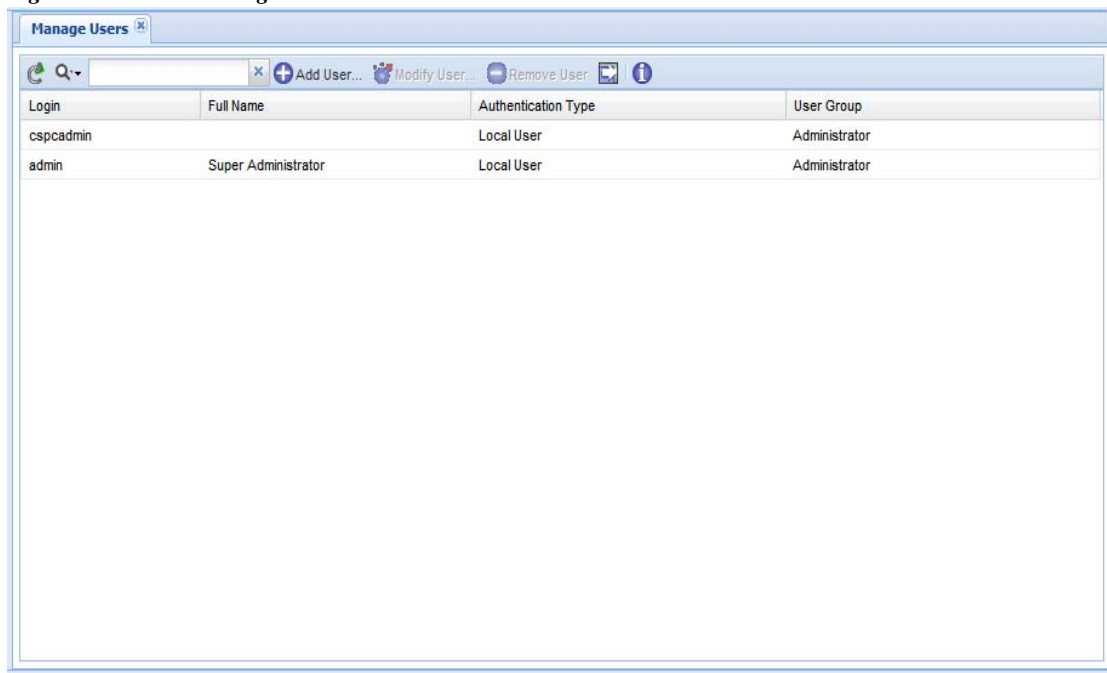 Manage Users
Add User... Modify User... Remove User
Login Full Name Authentication Type User Group
cspcadmin Local User Administrator
admin Super Administrator Local User Administrator